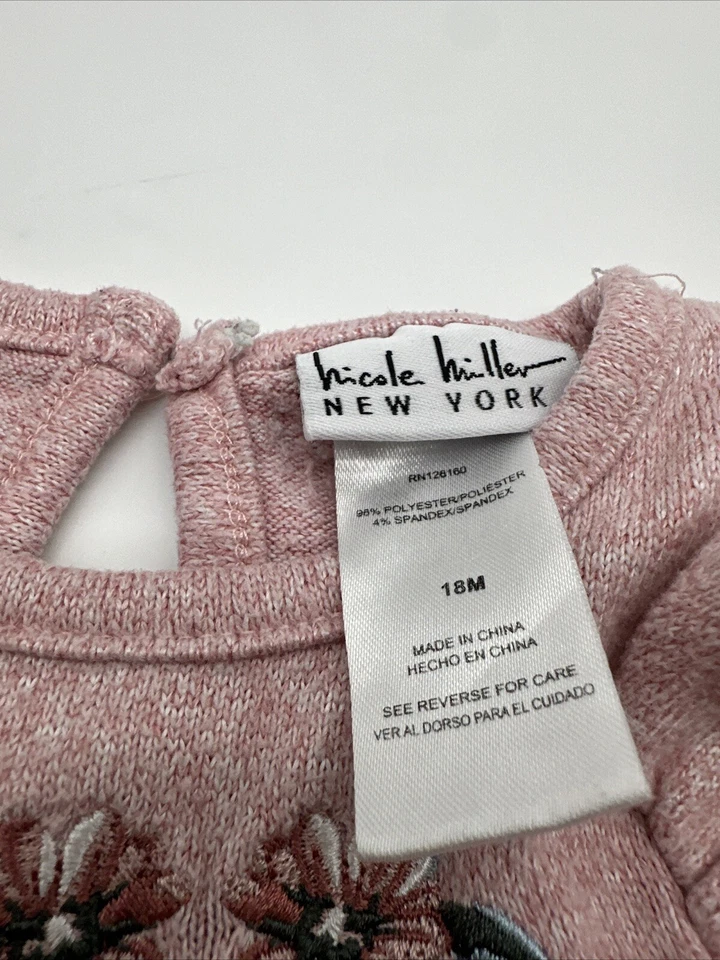 Nicole Miller
NEW YORK
RN126160
96% POLYESTER/POLIÉSTER
4% SPANDEX/SPANDEX
18M
MADE IN CHINA
HECHO EN CHINA
SEE REVERSE FOR CARE
VER AL DORSO PARA EL CUIDADO